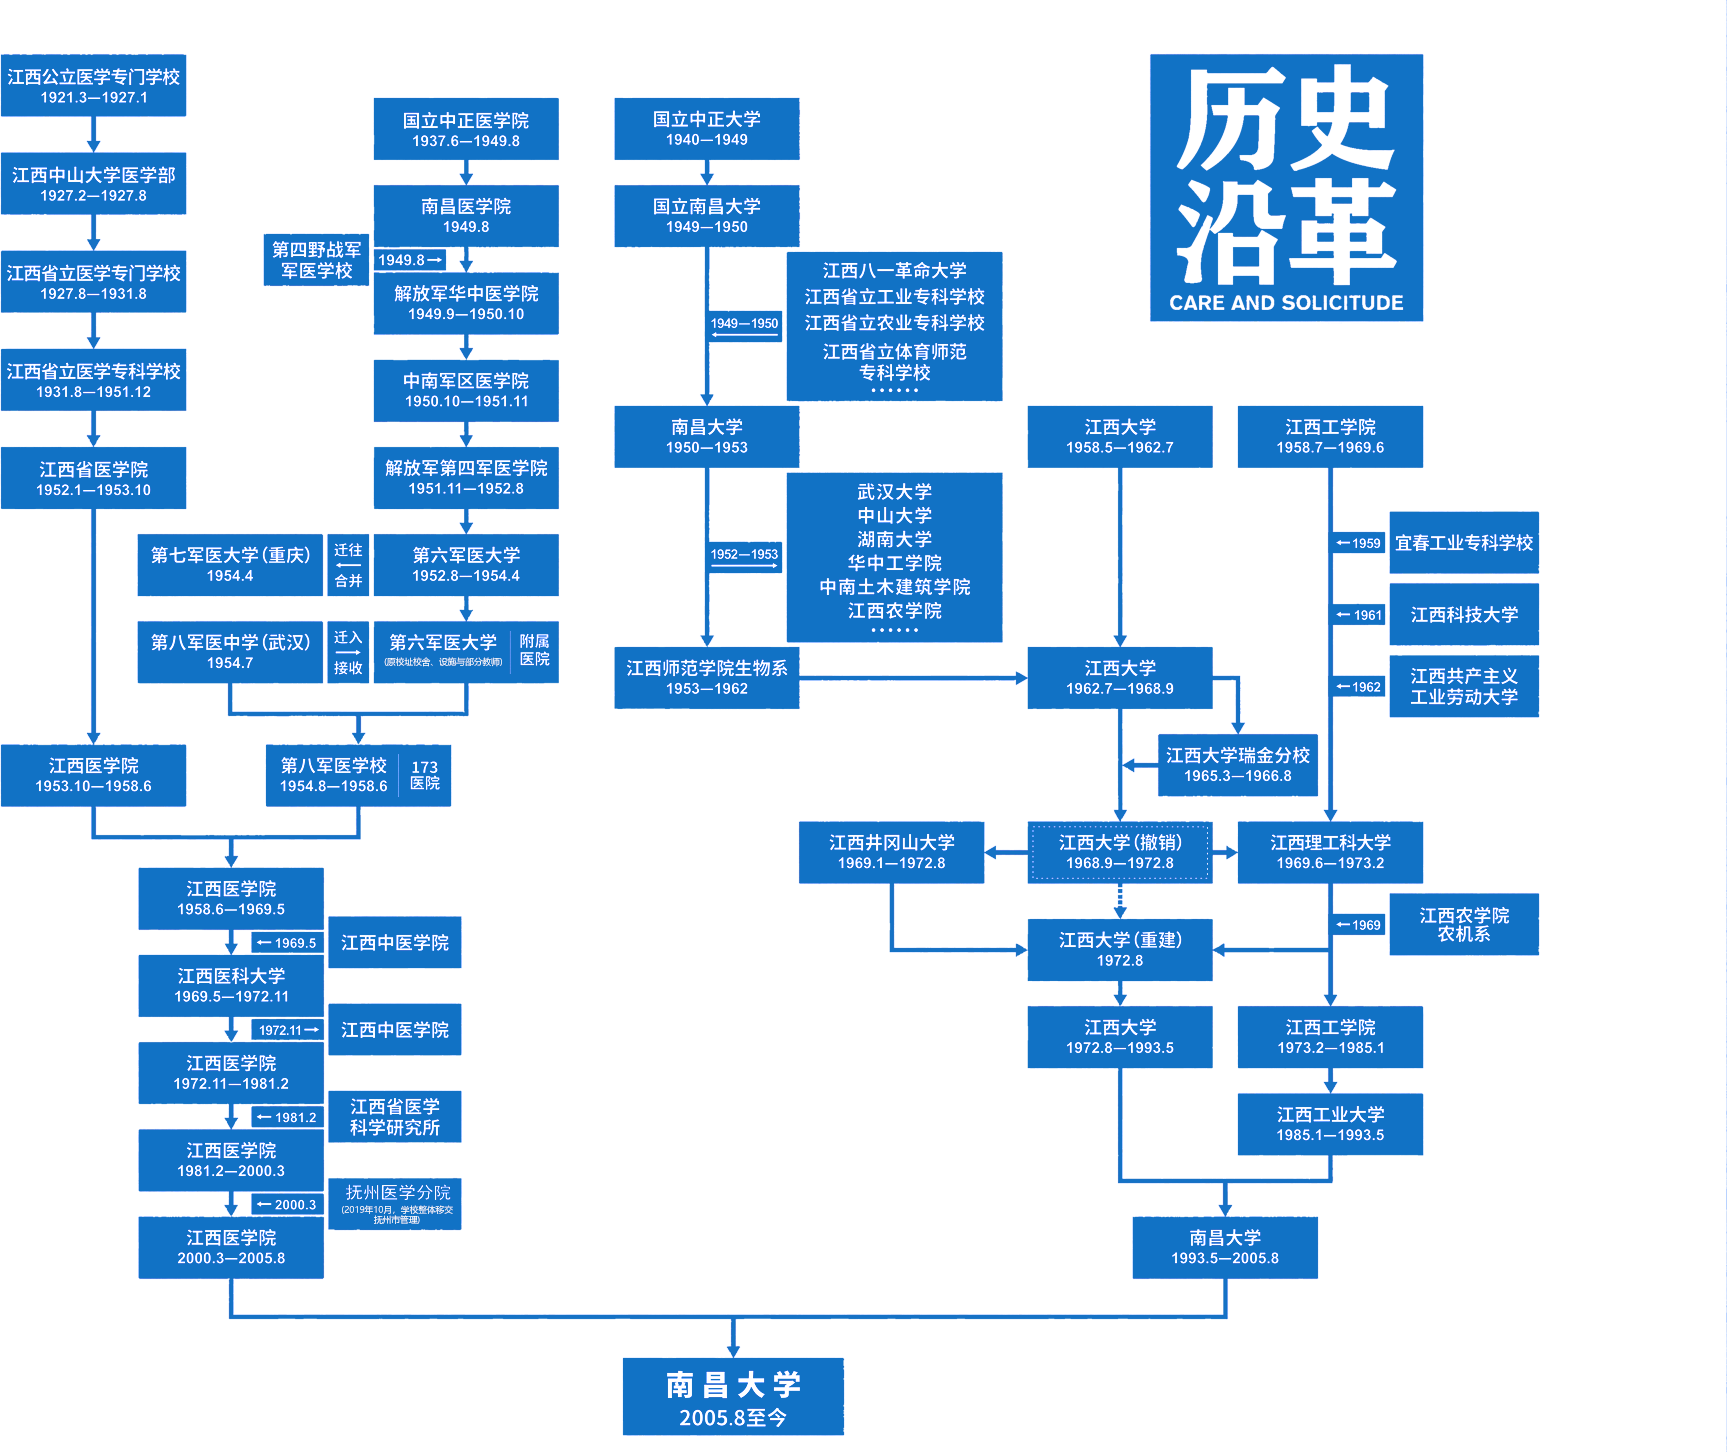 历史
沿革
CARE AND SOLICITUDE
江西公立医学专门学校
1921.3—1927.1
江西中山大学医学部
1927.2—1927.8
江西省立医学专门学校
1927.8—1931.8
江西省立医学专科学校
1931.8—1951.12
江西省医学院
1952.1—1953.10
江西医学院
1953.10—1958.6
国立中正医学院
1937.6—1949.8
南昌医学院
1949.8
第四野战军
军医学校
1949.8→
解放军华中医学院
1949.9—1950.10
中南军区医学院
1950.10—1951.11
解放军第四军医学院
1951.11—1952.8
第七军医大学(重庆)
1954.4
迁往
←
合并
第六军医大学
1952.8—1954.4
第八军医中学(武汉)
1954.7
迁入
→
接收
第六军医大学
(原校址校舍、设施与部分教师)
附属
医院
第八军医学校
1954.8—1958.6
173
医院
江西医学院
1958.6—1969.5
←1969.5
江西中医学院
江西医科大学
1969.5—1972.11
1972.11→
江西中医学院
江西医学院
1972.11—1981.2
←1981.2
江西省医学
科学研究所
江西医学院
1981.2—2000.3
←2000.3
抚州医学分院
(2019年10月，学校整体移交
抚州市管理)
江西医学院
2000.3—2005.8
国立中正大学
1940—1949
国立南昌大学
1949—1950
1949—1950
江西八一革命大学
江西省立工业专科学校
江西省立农业专科学校
江西省立体育师范
专科学校
······
南昌大学
1950—1953
1952—1953
武汉大学
中山大学
湖南大学
华中工学院
中南土木建筑学院
江西农学院
······
江西师范学院生物系
1953—1962
江西大学
1958.5—1962.7
江西大学
1962.7—1968.9
江西大学瑞金分校
1965.3—1966.8
江西井冈山大学
1969.1—1972.8
江西大学(撤销)
1968.9—1972.8
江西大学(重建)
1972.8
江西大学
1972.8—1993.5
江西工学院
1958.7—1969.6
←1959
宜春工业专科学校
←1961
江西科技大学
←1962
江西共产主义
工业劳动大学
江西理工科大学
1969.6—1973.2
←1969
江西农学院
农机系
江西工学院
1973.2—1985.1
江西工业大学
1985.1—1993.5
南昌大学
1993.5—2005.8
南昌大学
2005.8至今